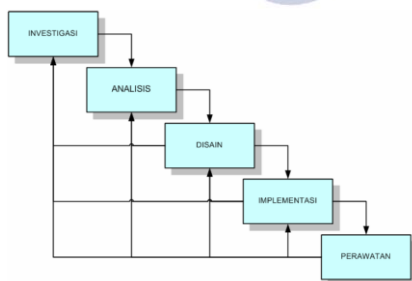 INVESTIGASI
ANALISIS
DISAIN
IMPLEMENTASI
PERAWATAN